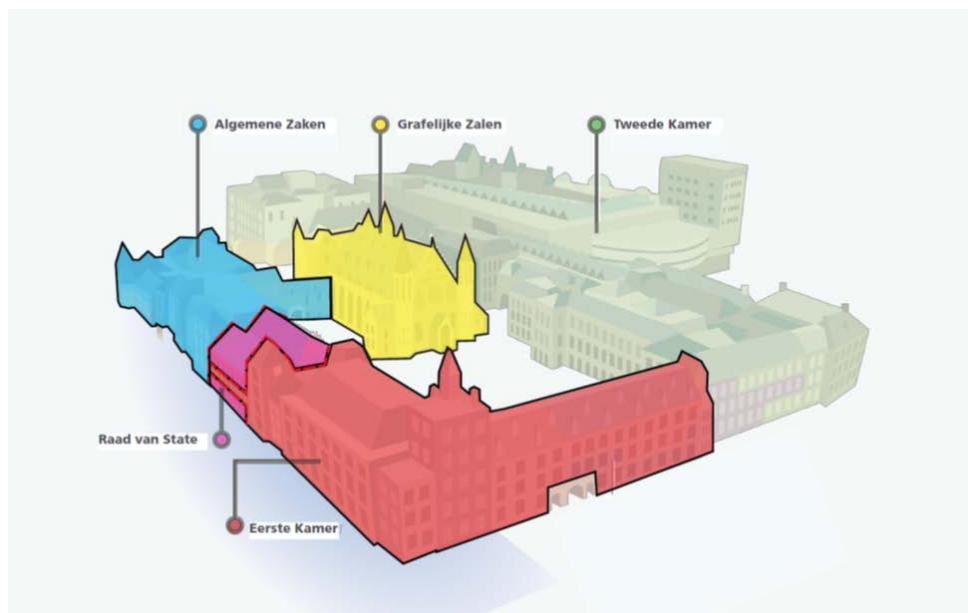 Algemene Zaken
Grafelijke Zalen
Tweede Kamer
Raad van State
Eerste Kamer